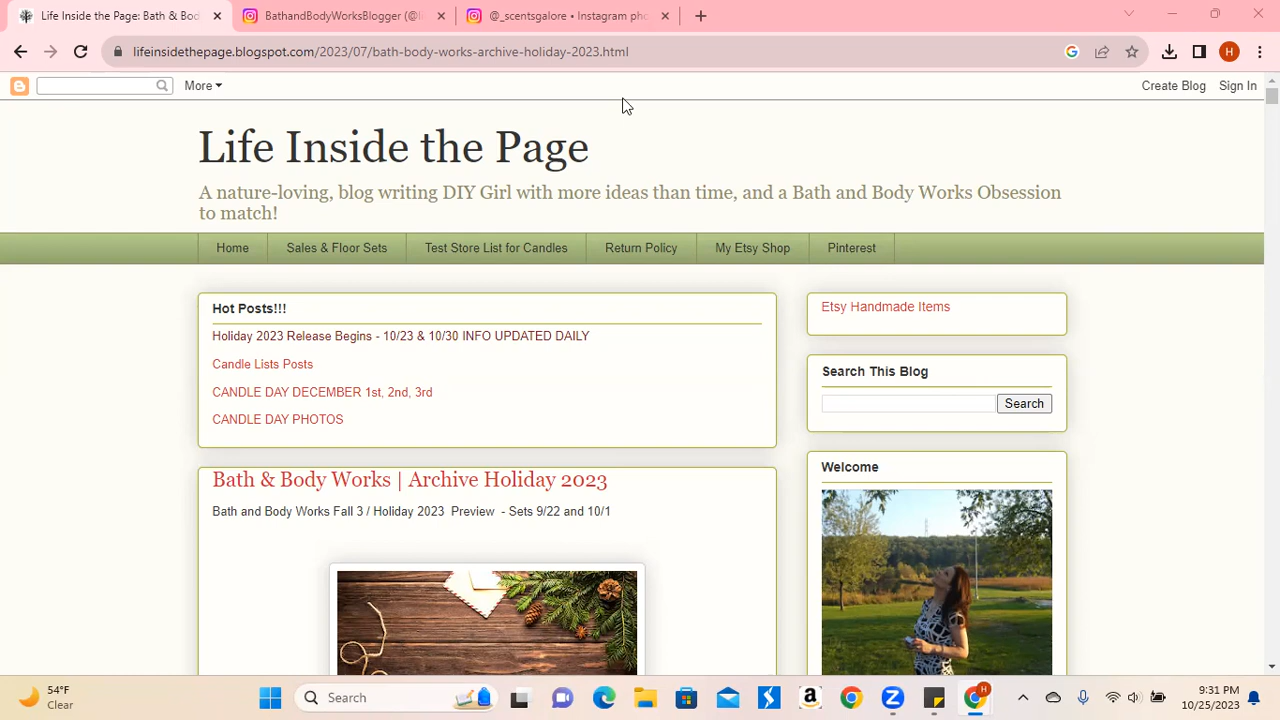 Life Inside the Page: Bath & Bod
BathandBodyWorksBlogger (@li
@_scentsgalore • Instagram pho
lifeinsidethepage.blogspot.com/2023/07/bath-body-works-archive-holiday-2023.html
H
More
Create Blog Sign In
Life Inside the Page
A nature-loving, blog writing DIY Girl with more ideas than time, and a Bath and Body Works Obsession
to match!
Home Sales & Floor Sets Test Store List for Candles Return Policy My Etsy Shop Pinterest
Hot Posts!!!
Holiday 2023 Release Begins - 10/23 & 10/30 INFO UPDATED DAILY
Candle Lists Posts
CANDLE DAY DECEMBER 1st, 2nd, 3rd
CANDLE DAY PHOTOS
Etsy Handmade Items
Search This Blog
Search
Bath & Body Works | Archive Holiday 2023
Bath and Body Works Fall 3 / Holiday 2023 Preview - Sets 9/22 and 10/1
Welcome
54°F
Clear
Search
H
9:31 PM
10/25/2023